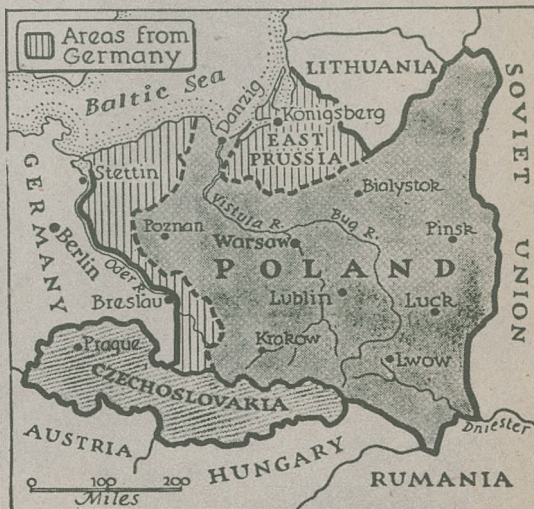 Areas from
Germany
Baltic Sea
LITHUANIA
SOVIET UNION
Danzig
Königsberg
EAST
PRUSSIA
Stettin
GERMANY
Bialystok
Vistula R.
Bug R.
Poznan
Pinsk
Berlin
Warsaw
Oder R.
POLAND
Breslau
Lublin
Luck
Prague
Krakow
Lwow
CZECHOSLOVAKIA
AUSTRIA
HUNGARY
Dniester
RUMANIA
0 100 200
Miles